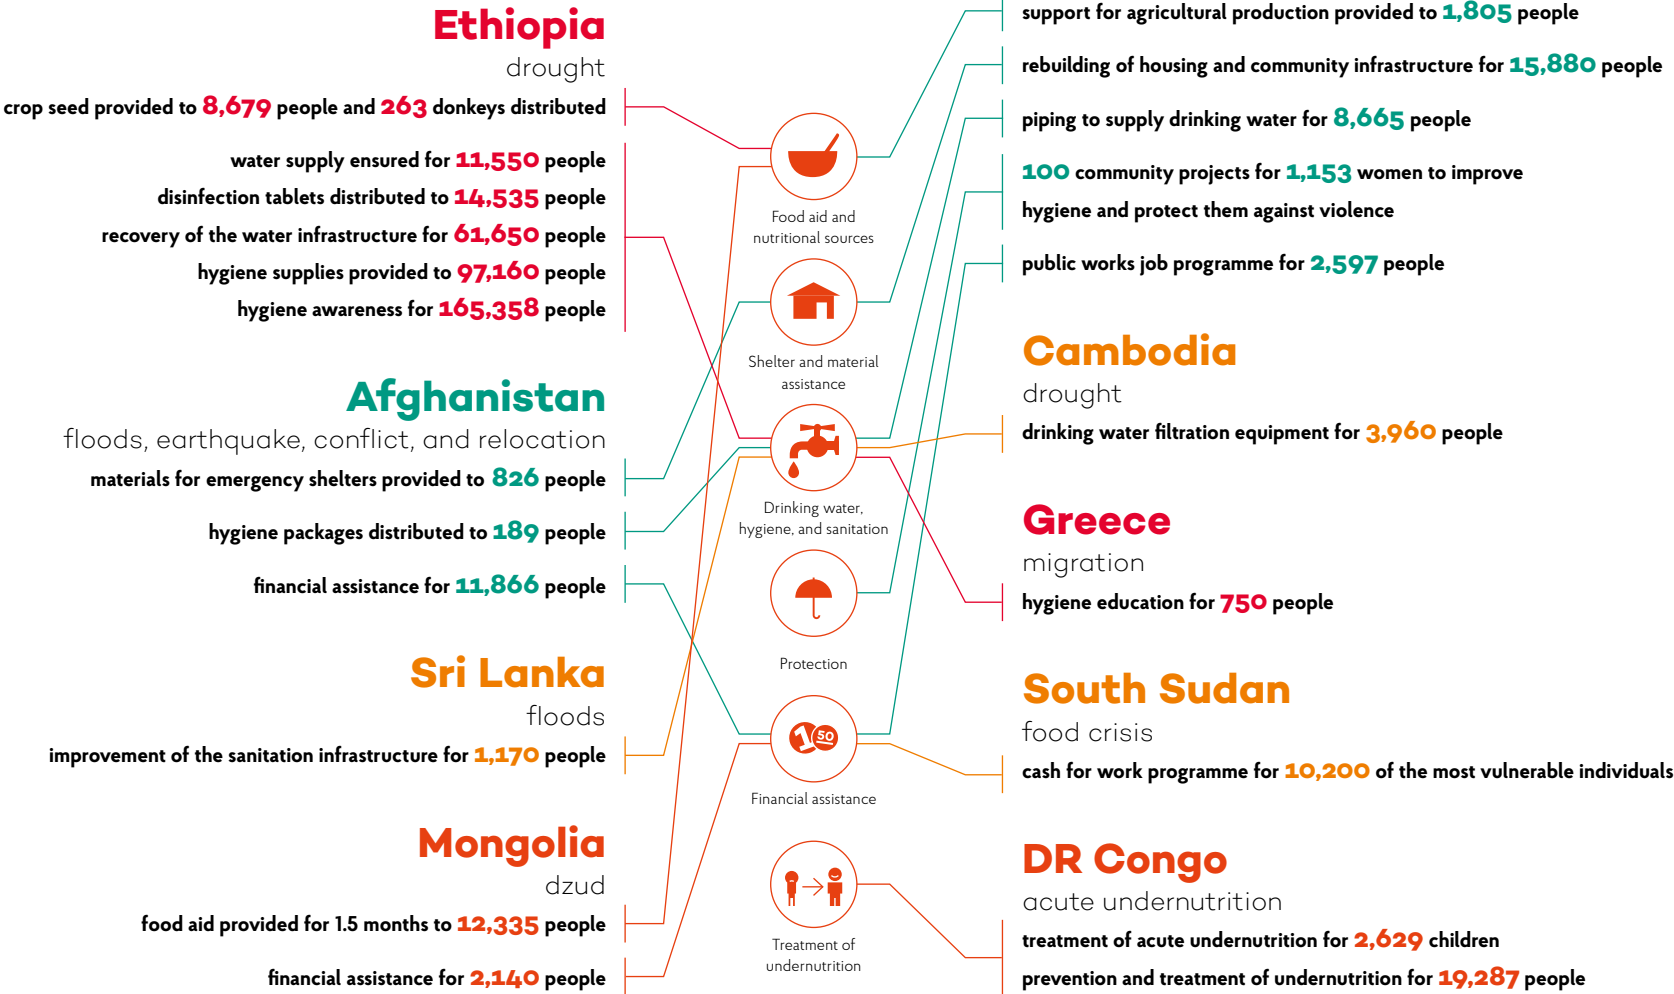 Ethiopia
drought
crop seed provided to 8,679 people and 263 donkeys distributed
water supply ensured for 11,550 people
disinfection tablets distributed to 14,535 people
recovery of the water infrastructure for 61,650 people
hygiene supplies provided to 97,160 people
hygiene awareness for 165,358 people
Afghanistan
floods, earthquake, conflict, and relocation
materials for emergency shelters provided to 826 people
hygiene packages distributed to 189 people
financial assistance for 11,866 people
Sri Lanka
floods
improvement of the sanitation infrastructure for 1,170 people
Mongolia
dzud
food aid provided for 1.5 months to 12,335 people
financial assistance for 2,140 people
Food aid and
nutritional sources
Shelter and material
assistance
Drinking water,
hygiene, and sanitation
Protection
1 50
Financial assistance
Treatment of
undernutrition
support for agricultural production provided to 1,805 people
rebuilding of housing and community infrastructure for 15,880 people
piping to supply drinking water for 8,665 people
100 community projects for 1,153 women to improve
hygiene and protect them against violence
public works job programme for 2,597 people
Cambodia
drought
drinking water filtration equipment for 3,960 people
Greece
migration
hygiene education for 750 people
South Sudan
food crisis
cash for work programme for 10,200 of the most vulnerable individuals
DR Congo
acute undernutrition
treatment of acute undernutrition for 2,629 children
prevention and treatment of undernutrition for 19,287 people